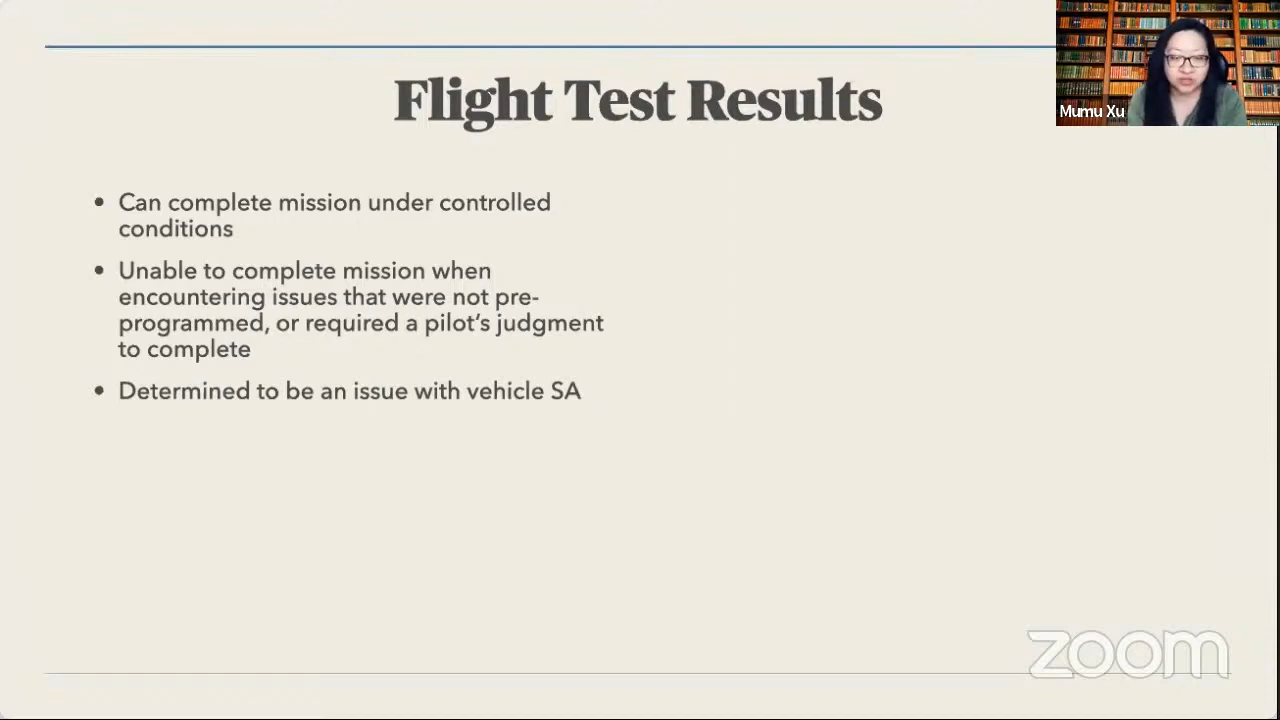 Flight Test Results
Mumu Xu
• Can complete mission under controlled
conditions
• Unable to complete mission when
encountering issues that were not pre-
programmed, or required a pilot’s judgment
to complete
• Determined to be an issue with vehicle SA
zoom